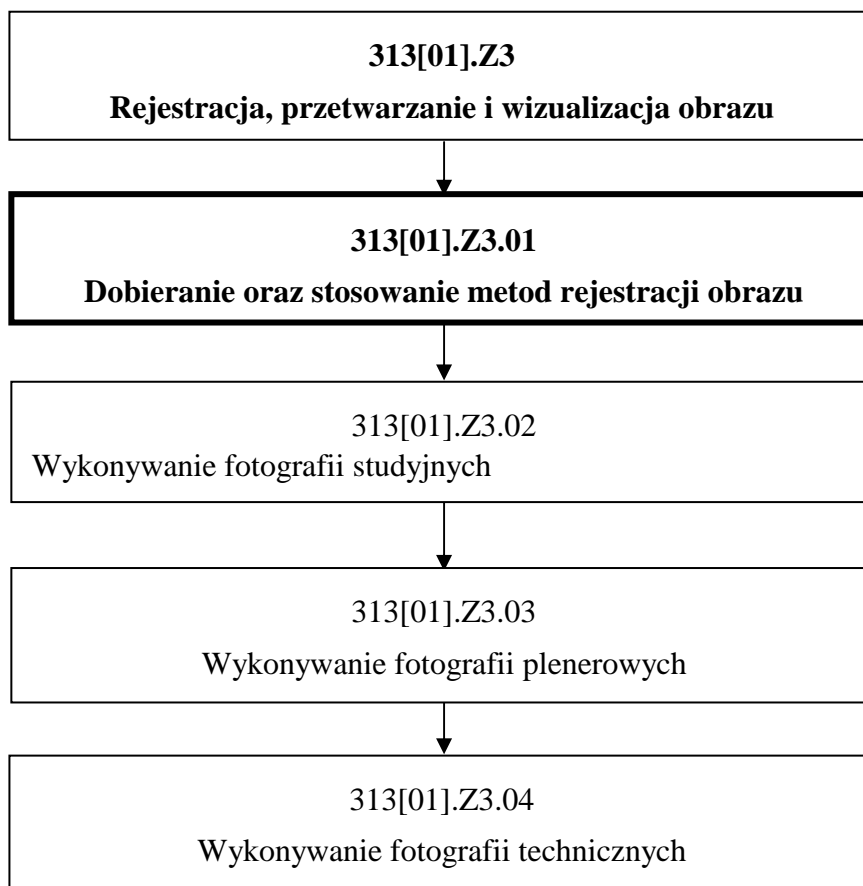 313[01].Z3
Rejestracja, przetwarzanie i wizualizacja obrazu
313[01].Z3.01
Dobieranie oraz stosowanie metod rejestracji obrazu
313[01].Z3.02
Wykonywanie fotografii studyjnych
313[01].Z3.03
Wykonywanie fotografii plenerowych
313[01].Z3.04
Wykonywanie fotografii technicznych